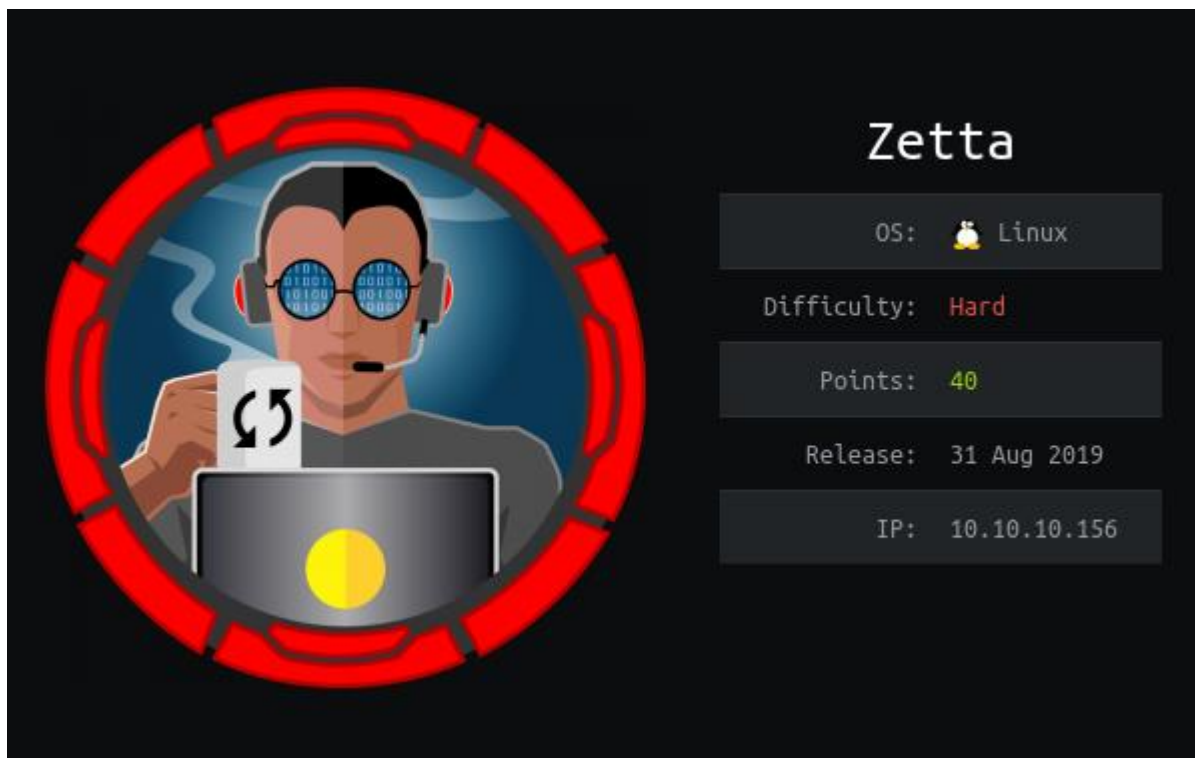 Zetta
OS: Linux
Difficulty: Hard
Points: 40
Release: 31 Aug 2019
IP: 10.10.10.156